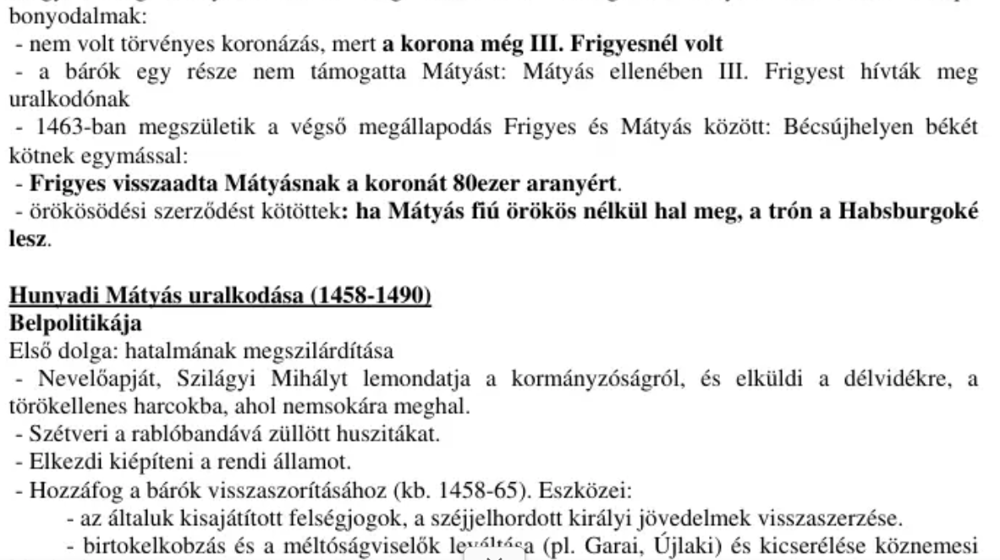 bonyodalmak:
- nem volt törvényes koronázás, mert a korona még III. Frigyesnél volt
- a bárók egy része nem támogatta Mátyást: Mátyás ellenében III. Frigyest hívták meg
uralkodónak
- 1463-ban megszületik a végső megállapodás Frigyes és Mátyás között: Bécsújhelyen békét
kötnek egymással:
- Frigyes visszaadta Mátyásnak a koronát 80ezer aranyért.
- örökösödési szerződést kötöttek: ha Mátyás fiú örökös nélkül hal meg, a trón a Habsburgoké
lesz.
Hunyadi Mátyás uralkodása (1458-1490)
Belpolitikája
Első dolga: hatalmának megszilárdítása
- Nevelőapját, Szilágyi Mihályt lemondatja a kormányzóságról, és elküldi a délvidékre, a
törökellenes harcokba, ahol nemsokára meghal.
- Szétveri a rablóbandává züllött huszitákat.
- Elkezdi kiépíteni a rendi államot.
- Hozzáfog a bárók visszaszorításához (kb. 1458-65). Eszközei:
- az általuk kisajátított felségjogok, a széjjelhordott királyi jövedelmek visszaszerzése.
- birtokelkobzás és a méltóságviselők leváltása (pl. Garai, Újlaki) és kicserélése köznemesi